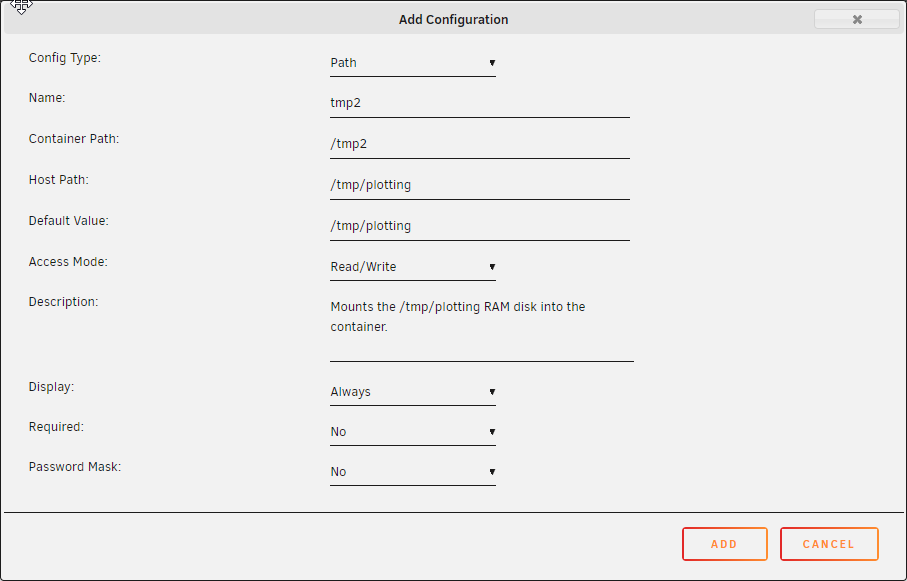 Add Configuration
Config Type: Path
Name: tmp2
Container Path: /tmp2
Host Path: /tmp/plotting
Default Value: /tmp/plotting
Access Mode: Read/Write
Description: Mounts the /tmp/plotting RAM disk into the
container.
Display: Always
Required: No
Password Mask: No
ADD CANCEL